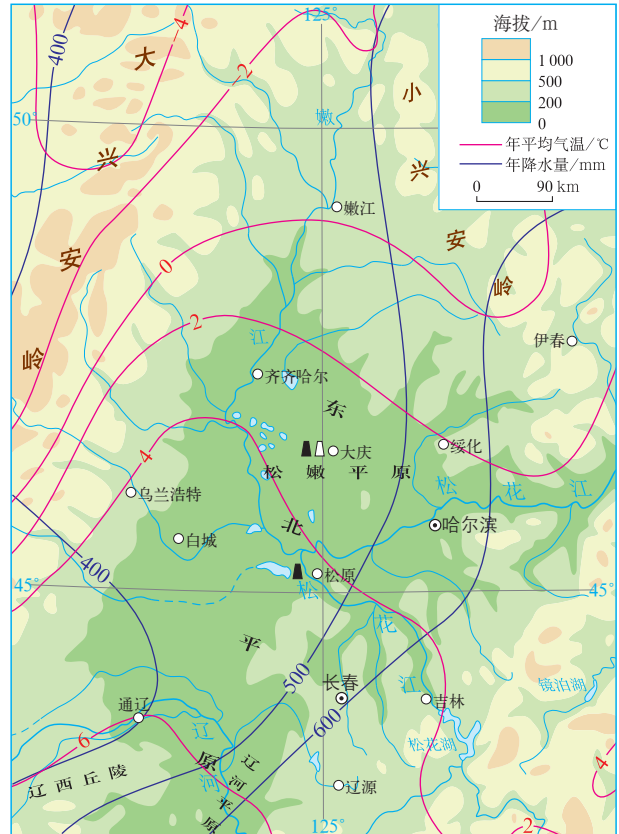 125°
海拔/m
1 000
500
200
0
年平均气温/℃
年降水量/mm
0 90 km
400
-4
-2
大
兴
安
岭
小
兴
安
岭
50°
嫩
嫩江
0
2
江
齐齐哈尔
伊春
东
绥化
大庆
松 嫩 平 原
4
乌兰浩特
松 花 江
哈尔滨
白城
北
400
松原
45°
45°
松
花
江
平
500
长春
600
吉林
镜泊湖
通辽
辽
河
6
原
辽
河
平
原
松花湖
辽西丘陵
辽源
4
2
125°